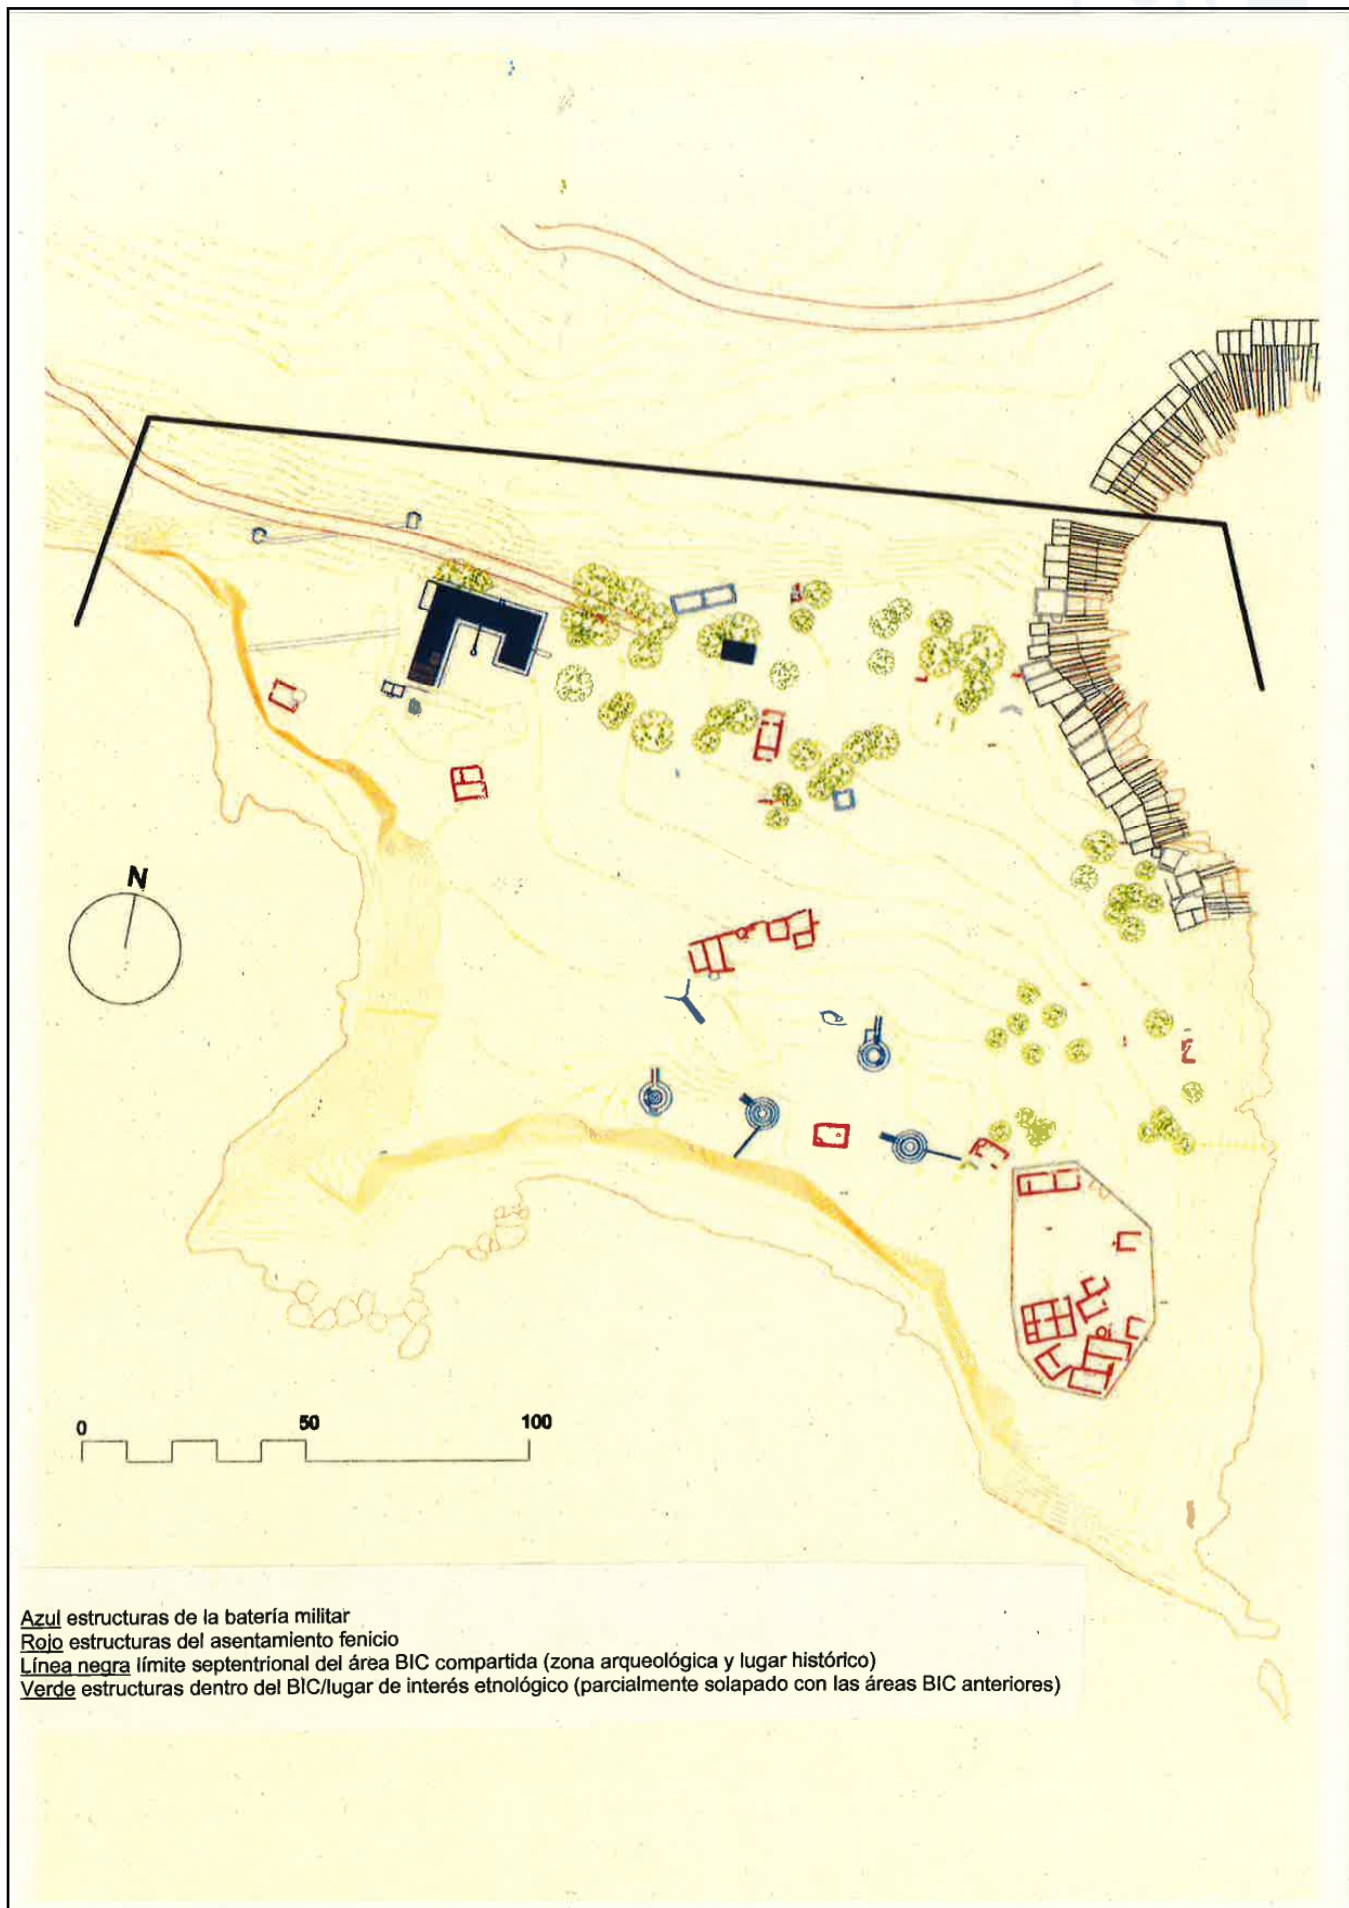 N
0 50 100
Azul estructuras de la batería militar
Rojo estructuras del asentamiento fenicio
Línea negra límite septentrional del área BIC compartida (zona arqueológica y lugar histórico)
Verde estructuras dentro del BIC/lugar de interés etnológico (parcialmente solapado con las áreas BIC anteriores)